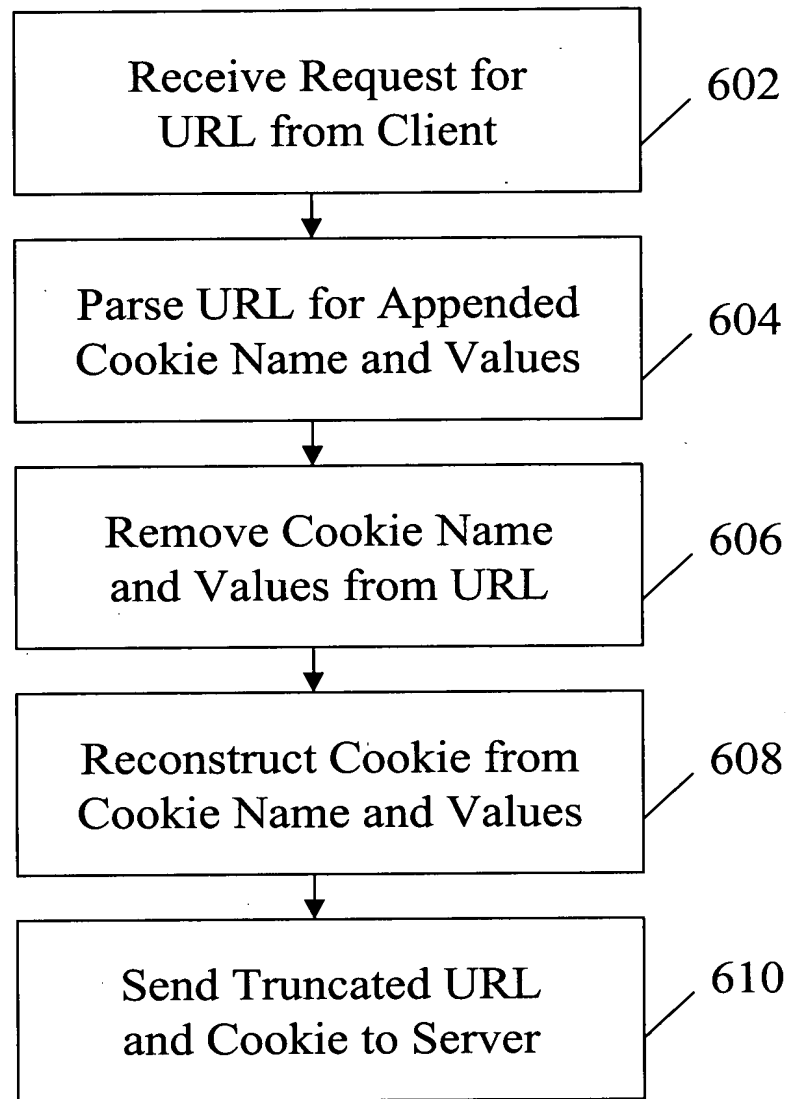 Receive Request for
URL from Client
602
Parse URL for Appended
Cookie Name and Values
604
Remove Cookie Name
and Values from URL
606
Reconstruct Cookie from
Cookie Name and Values
608
Send Truncated URL
and Cookie to Server
610